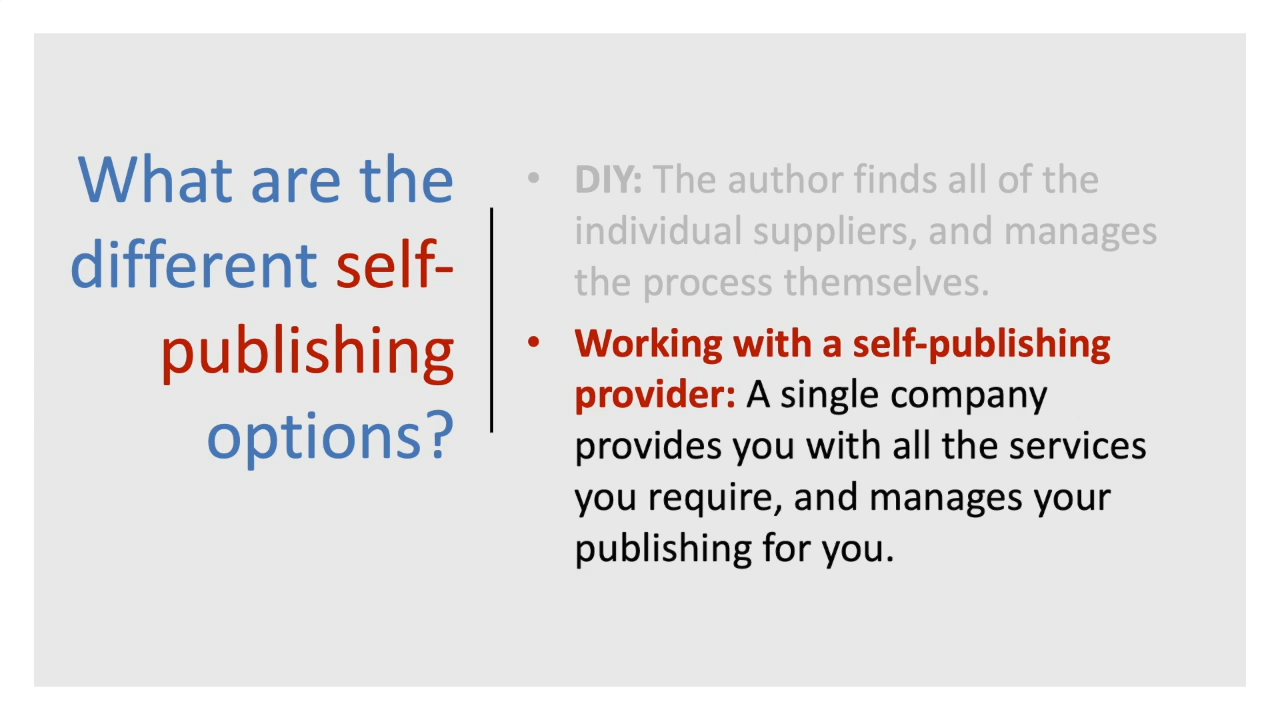 What are the
different self-
publishing
options?
• DIY: The author finds all of the
individual suppliers, and manages
the process themselves.
• Working with a self-publishing
provider: A single company
provides you with all the services
you require, and manages your
publishing for you.